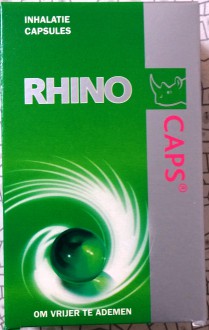 INHALATIE
CAPSULES
RHINO
CAPS®
OM VRIJER TE ADEMEN